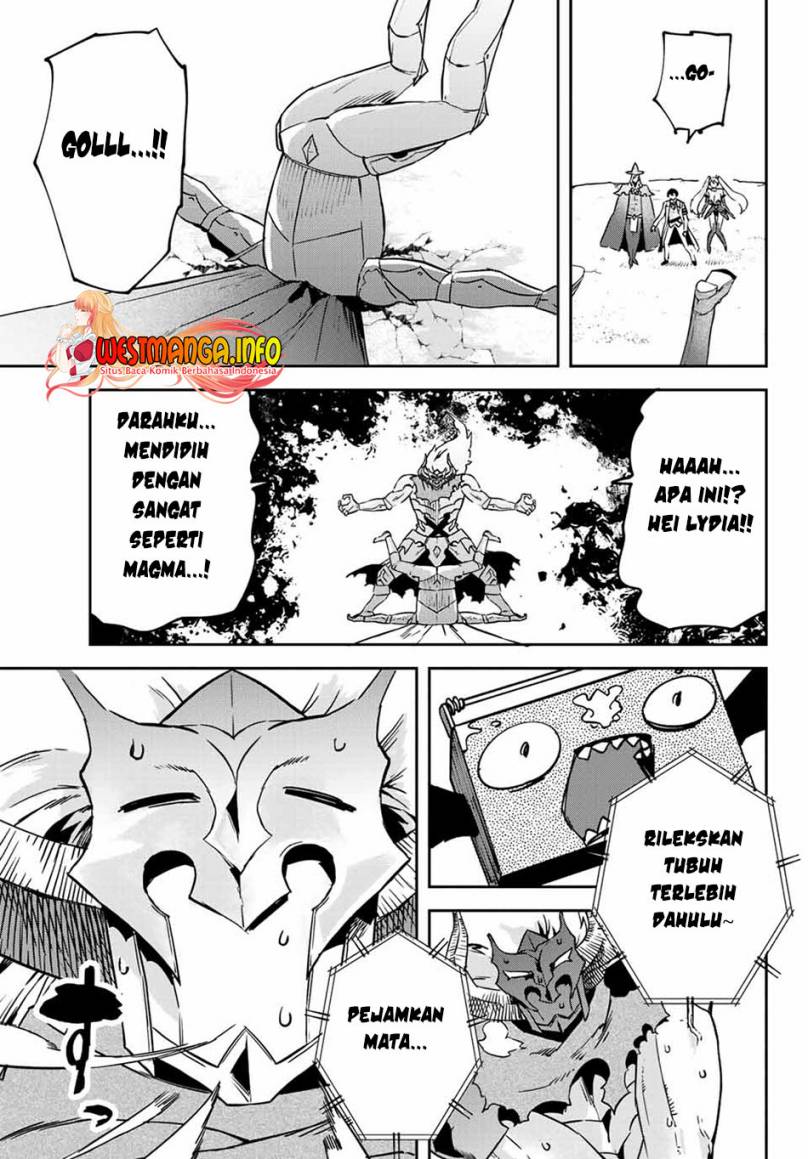 ...GO-
GOLLL...!!
WESTMANGA.INFO
Situs Baca Komik Berbahasa Indonesia
HAAAH...
APA INI!?
HEI LYDIA!!
DARAHKU...
MENDIDIH
DENGAN
SANGAT
SEPERTI
MAGMA...!
RILEKSKAN
TUBUH
TERLEBIH
DAHULU~
PEJAMKAN
MATA...